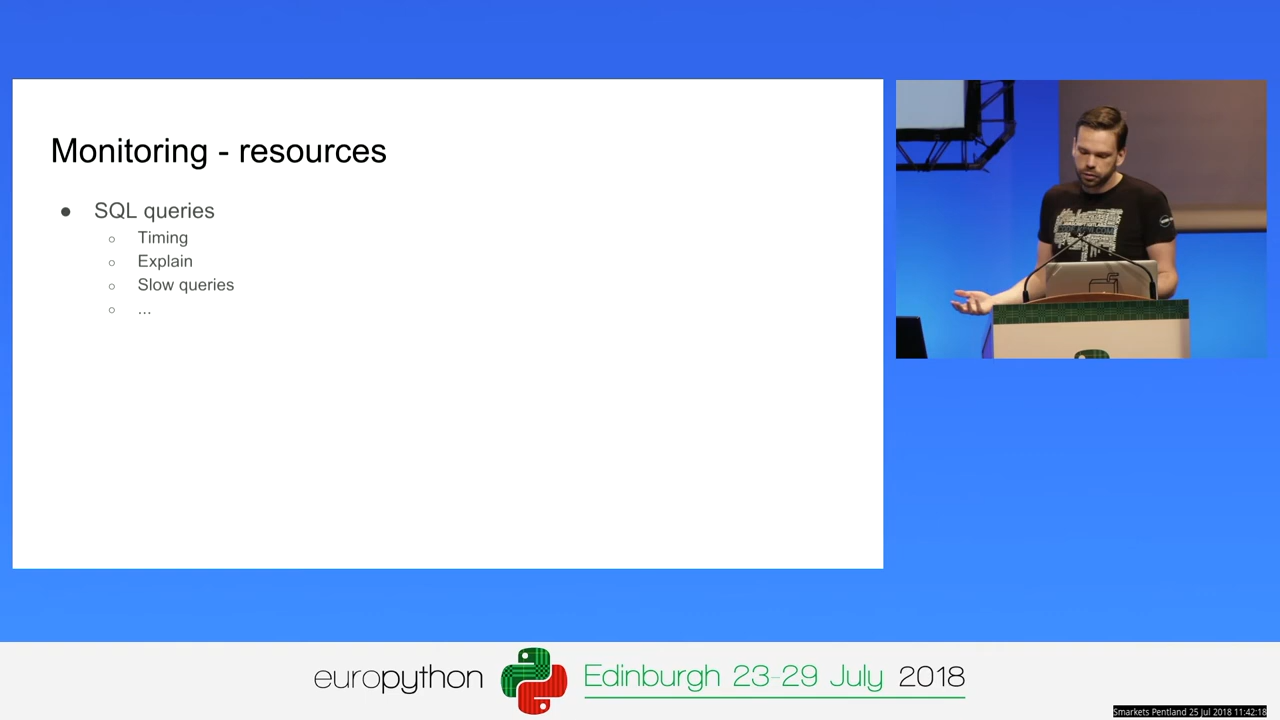 Monitoring - resources
● SQL queries
○ Timing
○ Explain
○ Slow queries
○ ...
europython Edinburgh 23-29 July 2018
Smarkets Pentland 25 Jul 2018 11:42:18